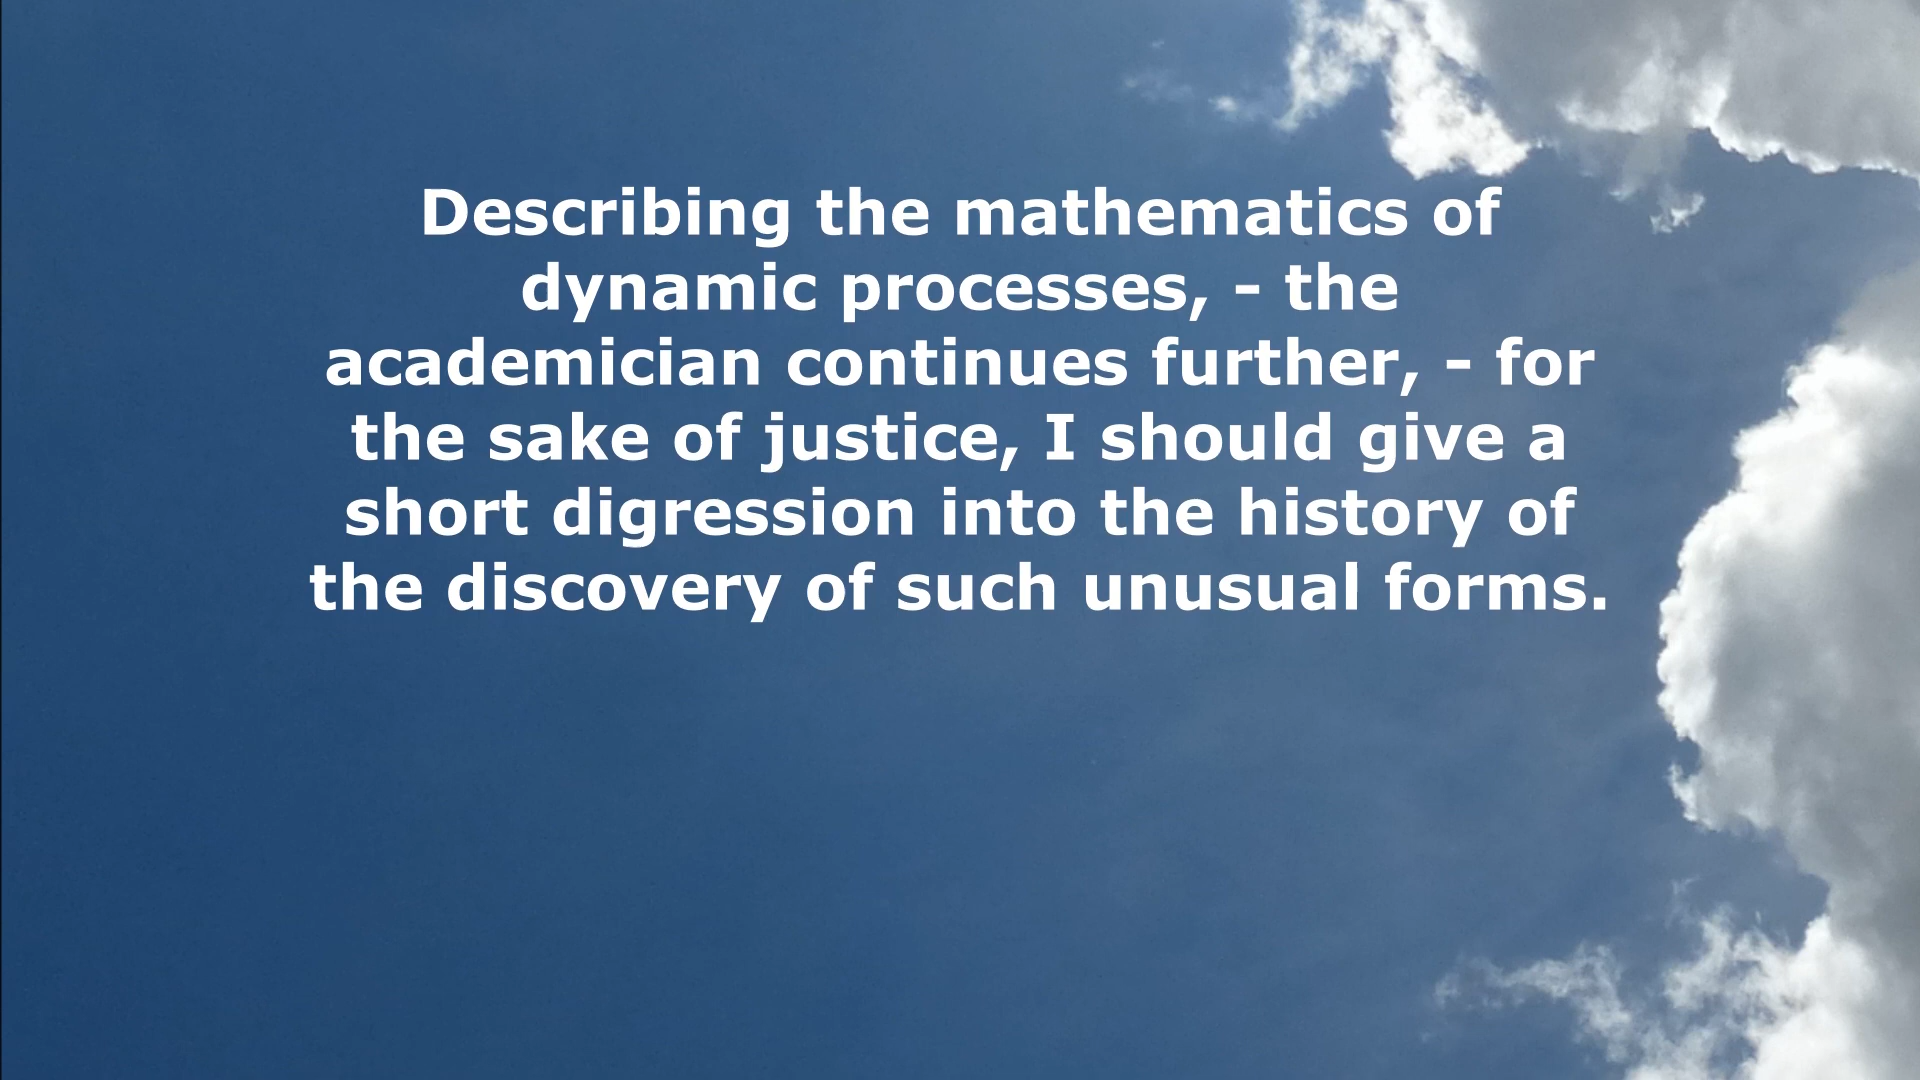 Describing the mathematics of
dynamic processes, - the
academician continues further, - for
the sake of justice, I should give a
short digression into the history of
the discovery of such unusual forms.